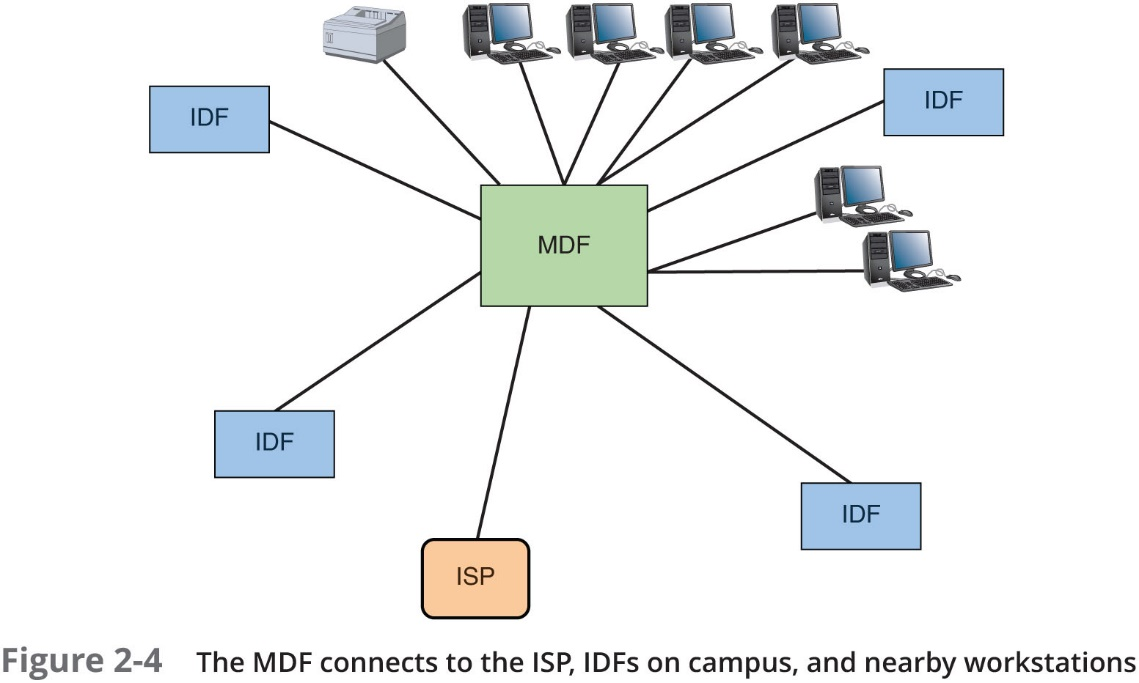 IDF
IDF
MDF
IDF
IDF
ISP
Figure 2-4 The MDF connects to the ISP, IDFs on campus, and nearby workstations